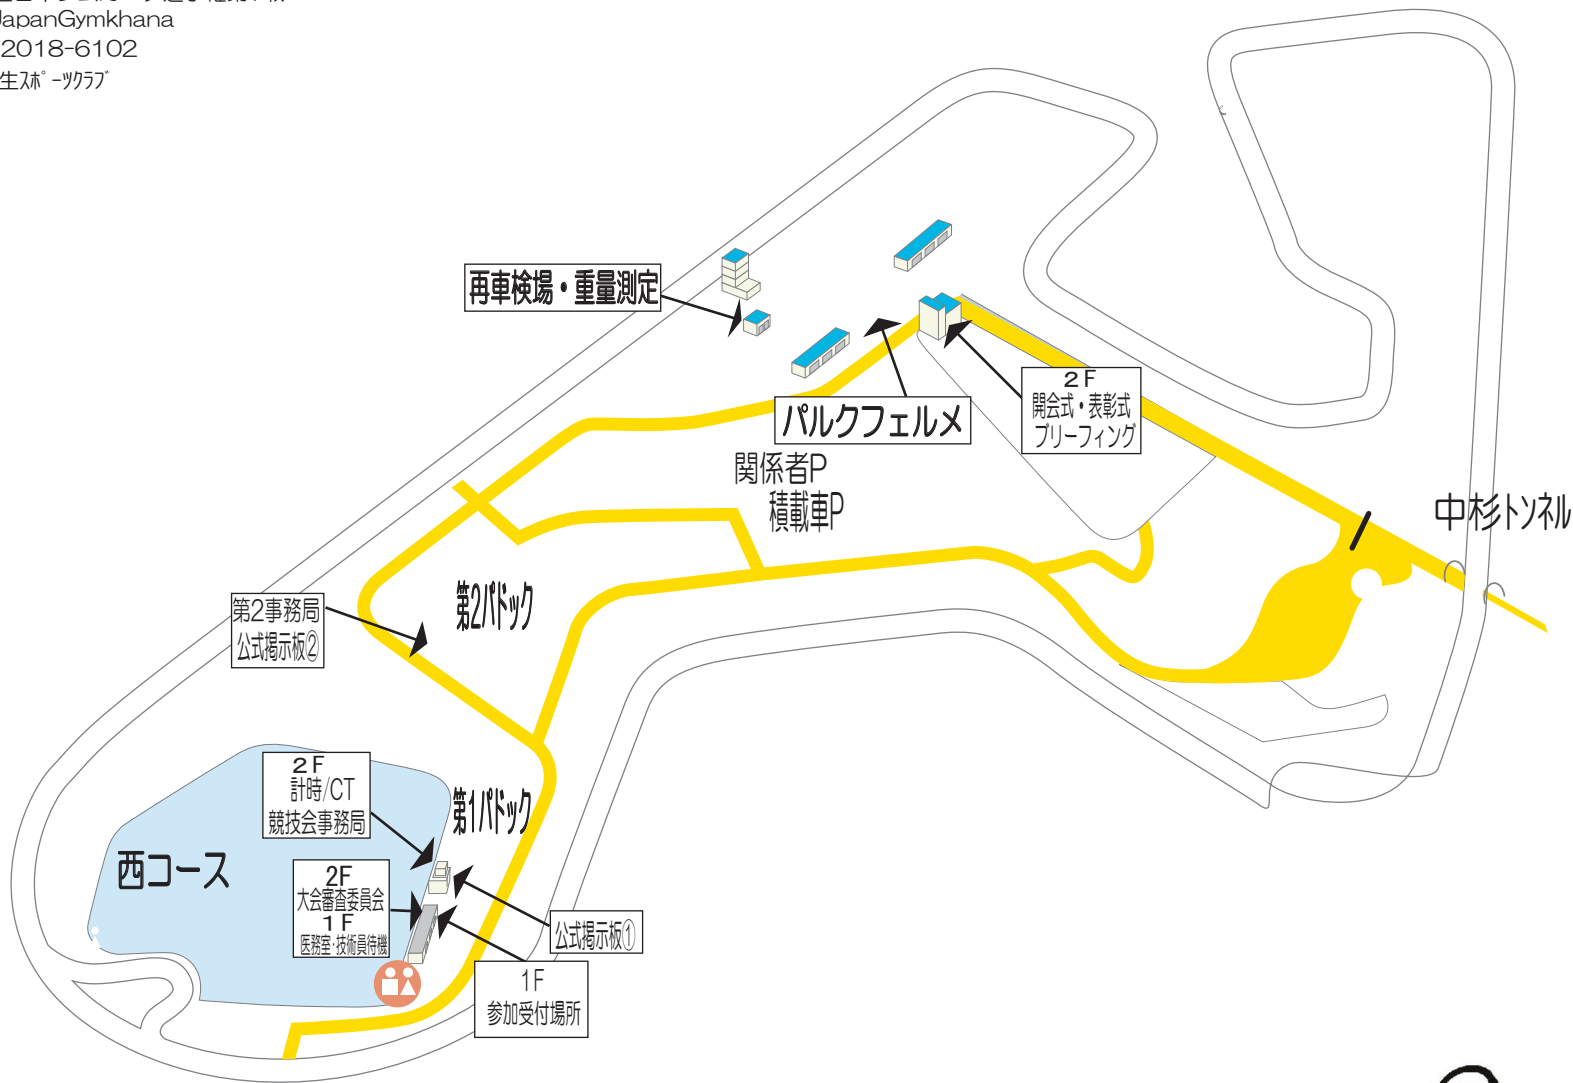 JapanGymkhana
2018-6102
生スポーツクラブ
再車検場・重量測定
パルクフェルメ
2F
開会式・表彰式
ブリーフィング
関係者P
積載車P
中杉トンネル
第2パドック
第2事務局
公式掲示板②
2F
計時/CT
競技会事務局
第1パドック
西コース
2F
大会審査委員会
1F
医務室・技術員待機
公式掲示板①
1F
参加受付場所